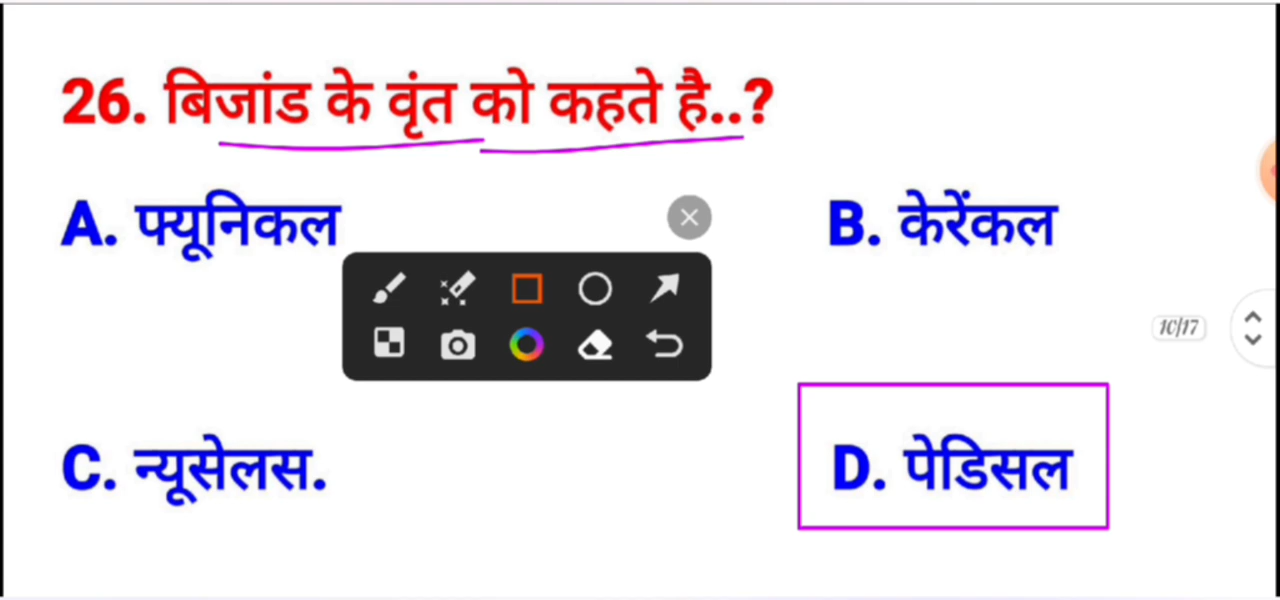 26. बिजांड के वृंत को कहते है..?
A. फ्यूनिकल
B. केरेंकल
10/17
C. न्यूसेलस.
D. पेडिसल